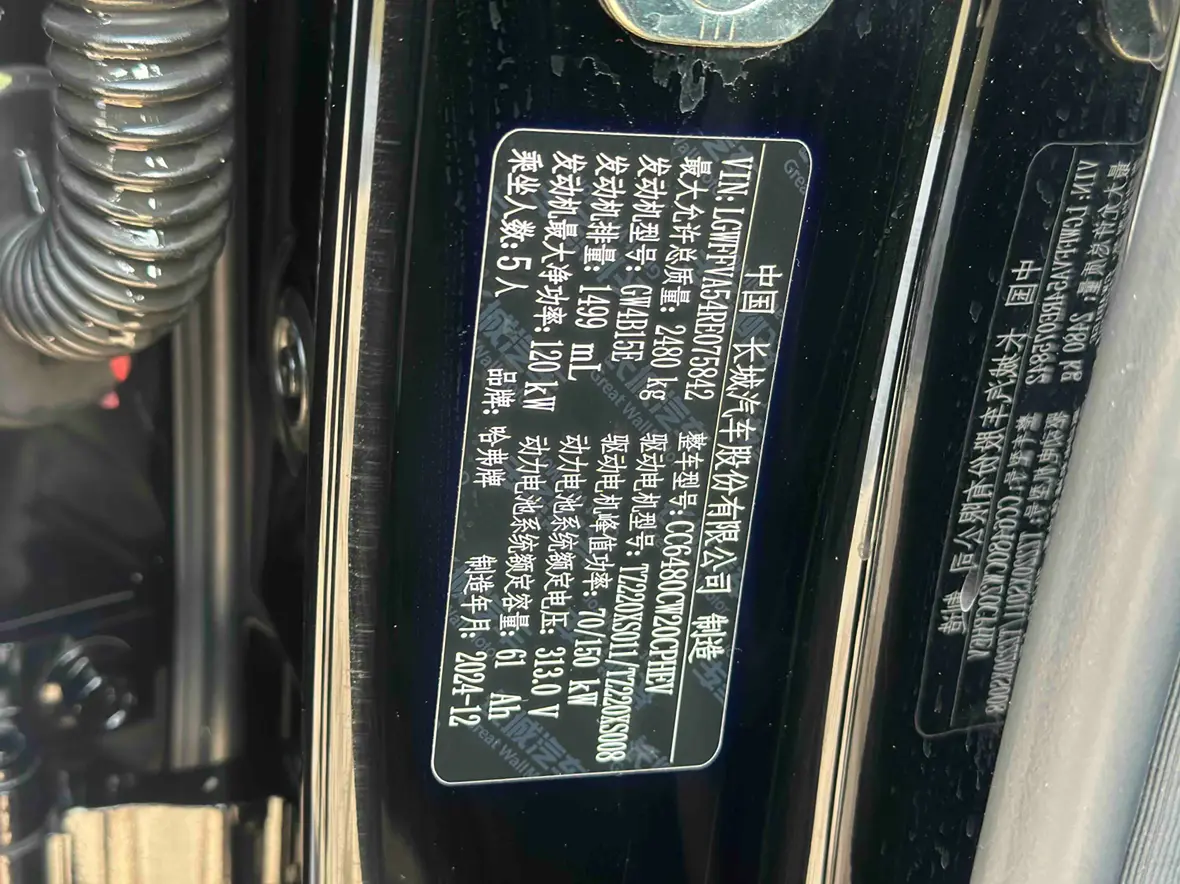 中国 长城汽车股份有限公司 制造
VIN: LGWFFVA54RE075842 整车型号: CC6480CW20CPHEV
最大允许总质量: 2480 kg 驱动电机型号: TZ220XS011/TZ220XS008
发动机型号: GW4B15E 驱动电机峰值功率: 70/150 kW
发动机排量: 1499 mL 动力电池系统额定电压: 313.0 V
发动机最大净功率: 120 kW 动力电池系统额定容量: 61 Ah
乘坐人数: 5人 品牌: 哈弗牌 制造年月: 2024-12